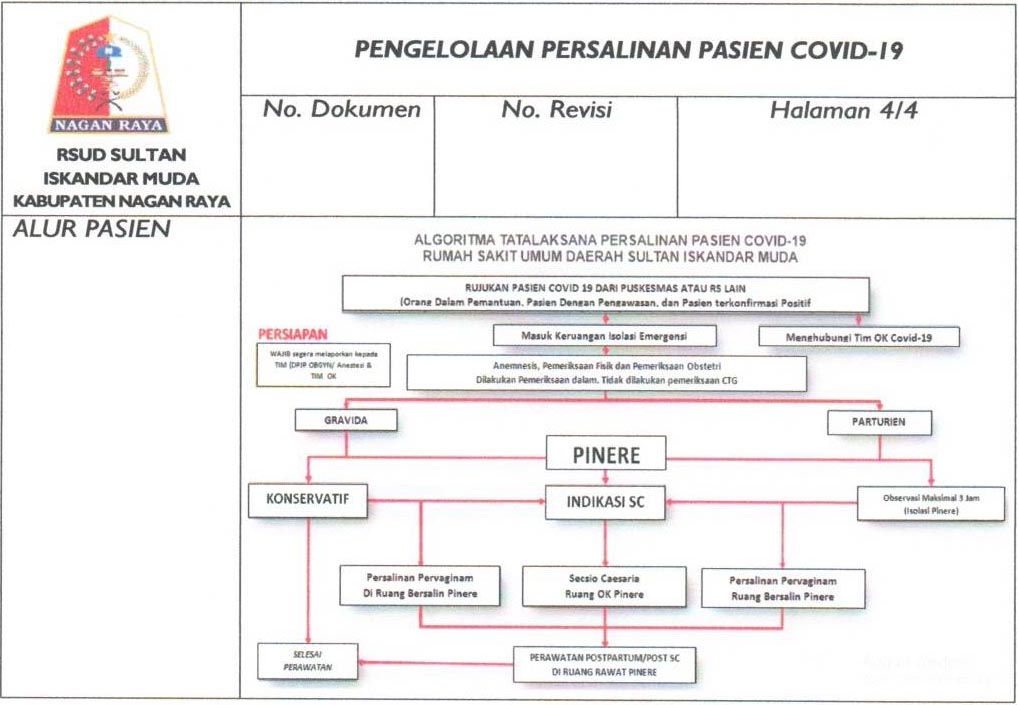 NAGAN RAYA
RSUD SULTAN
ISKANDAR MUDA
KABUPATEN NAGAN RAYA
PENGELOLAAN PERSALINAN PASIEN COVID-19
No. Dokumen
No. Revisi
Halaman 4/4
ALUR PASIEN
ALGORITMA TATALAKSANA PERSALINAN PASIEN COVID-19
RUMAH SAKIT UMUM DAERAH SULTAN ISKANDAR MUDA
RUJUKAN PASIEN COVID 19 DARI PUSKESMAS ATAU RS LAIN
(Orang Dalam Pemantuan. Pasien Dengan Pengawasan, dan Pasien terkonfirmasi Positif
PERSIAPAN
WAJIB segera melaporkan kepada
TIM (DPJP OBGYN/ Anestesi &
TIM OK
Masuk Keruangan Isolasi Emergensi
Menghubungi Tim OK Covid-19
Anemnesis, Pemeriksaan Fisik dan Pemeriksaan Obstetri
Dilakukan Pemeriksaan dalam. Tidak dilakukan pemeriksaan CTG
GRAVIDA
PARTURIEN
PINERE
KONSERVATIF
INDIKASI SC
Observasi Maksimal 3 Jam
(Isolasi Pinere)
Persalinan Pervaginam
Di Ruang Bersalin Pinere
Secsio Caesaria
Ruang OK Pinere
Persalinan Pervaginam
Ruang Bersalin Pinere
SELESAI
PERAWATAN
PERAWATAN POSTPARTUM/POST SC
DI RUANG RAWAT PINERE